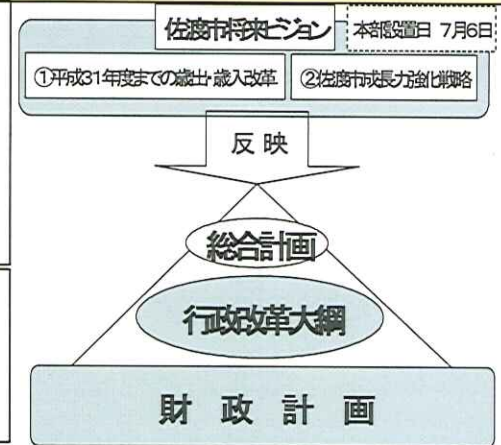 佐渡市将来ビジョン
本部設置日 7月6日
①平成31年度までの歳出・歳入改革
②佐渡市成長力強化戦略
反映
総合計画
行政改革大綱
財政計画